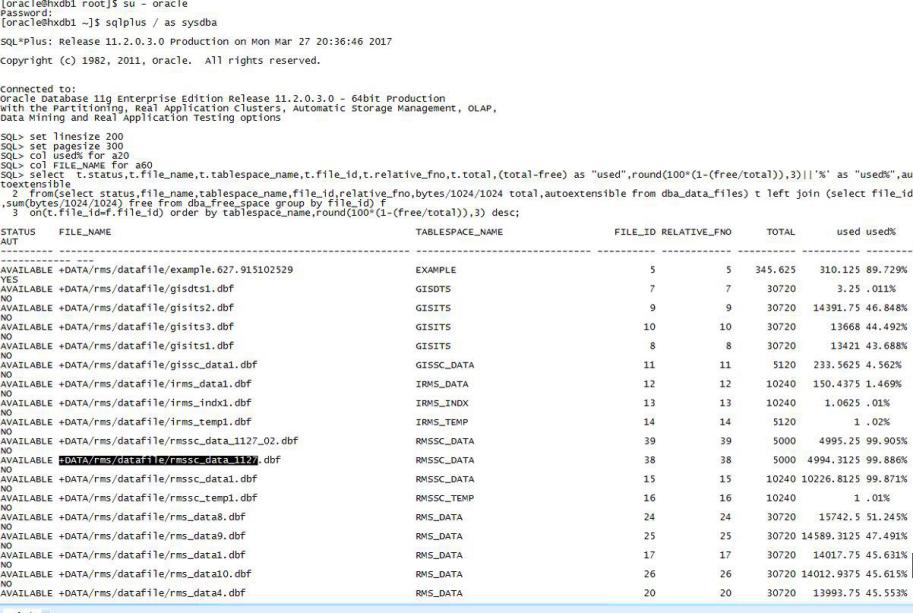 [oracle@hxdb1 root]$ su - oracle
Password:
[oracle@hxdb1 ~]$ sqlplus / as sysdba
SQL*Plus: Release 11.2.0.3.0 Production on Mon Mar 27 20:36:46 2017
Copyright (c) 1982, 2011, Oracle.  All rights reserved.
Connected to:
Oracle Database 11g Enterprise Edition Release 11.2.0.3.0 - 64bit Production
With the Partitioning, Real Application Clusters, Automatic Storage Management, OLAP,
Data Mining and Real Application Testing options
SQL> set linesize 200
SQL> set pagesize 300
SQL> col used% for a20
SQL> col FILE_NAME for a60
SQL> select  t.status,t.file_name,t.tablespace_name,t.file_id,t.relative_fno,t.total,(total-free) as "used",round(100*(1-(free/total)),3)||'%' as "used%",au
toextensible
  2  from(select status,file_name,tablespace_name,file_id,relative_fno,bytes/1024/1024 total,autoextensible from dba_data_files) t left join (select file_id
,sum(bytes/1024/1024) free from dba_free_space group by file_id) f
  3  on(t.file_id=f.file_id) order by tablespace_name,round(100*(1-(free/total)),3) desc;
STATUS    FILE_NAME    TABLESPACE_NAME    FILE_ID RELATIVE_FNO    TOTAL    used used%
AUT
--------- ------------------------------------------------------------ ------------------------------ ---------- ------------ ---------- ---------- --------
------------ ---
AVAILABLE +DATA/rms/datafile/example.627.915102529    EXAMPLE    5    5    345.625    310.125 89.729%
YES
AVAILABLE +DATA/rms/datafile/gisdts1.dbf    GISDTS    7    7    30720    3.25 .011%
NO
AVAILABLE +DATA/rms/datafile/gisits2.dbf    GISITS    9    9    30720    14391.75 46.848%
NO
AVAILABLE +DATA/rms/datafile/gisits3.dbf    GISITS    10    10    30720    13668 44.492%
NO
AVAILABLE +DATA/rms/datafile/gisits1.dbf    GISITS    8    8    30720    13421 43.688%
NO
AVAILABLE +DATA/rms/datafile/gissc_data1.dbf    GISSC_DATA    11    11    5120    233.5625 4.562%
NO
AVAILABLE +DATA/rms/datafile/irms_data1.dbf    IRMS_DATA    12    12    10240    150.4375 1.469%
NO
AVAILABLE +DATA/rms/datafile/irms_indx1.dbf    IRMS_INDX    13    13    10240    1.0625 .01%
NO
AVAILABLE +DATA/rms/datafile/irms_temp1.dbf    IRMS_TEMP    14    14    5120    1 .02%
NO
AVAILABLE +DATA/rms/datafile/rmssc_data_1127_02.dbf    RMSSC_DATA    39    39    5000    4995.25 99.905%
NO
AVAILABLE +DATA/rms/datafile/rmssc_data_1127.dbf    RMSSC_DATA    38    38    5000    4994.3125 99.886%
NO
AVAILABLE +DATA/rms/datafile/rmssc_data1.dbf    RMSSC_DATA    15    15    10240 10226.8125 99.871%
NO
AVAILABLE +DATA/rms/datafile/rmssc_temp1.dbf    RMSSC_TEMP    16    16    10240    1 .01%
NO
AVAILABLE +DATA/rms/datafile/rms_data8.dbf    RMS_DATA    24    24    30720    15742.5 51.245%
NO
AVAILABLE +DATA/rms/datafile/rms_data9.dbf    RMS_DATA    25    25    30720 14589.3125 47.491%
NO
AVAILABLE +DATA/rms/datafile/rms_data1.dbf    RMS_DATA    17    17    30720    14017.75 45.631%
NO
AVAILABLE +DATA/rms/datafile/rms_data10.dbf    RMS_DATA    26    26    30720 14012.9375 45.615%
NO
AVAILABLE +DATA/rms/datafile/rms_data4.dbf    RMS_DATA    20    20    30720    13993.75 45.553%